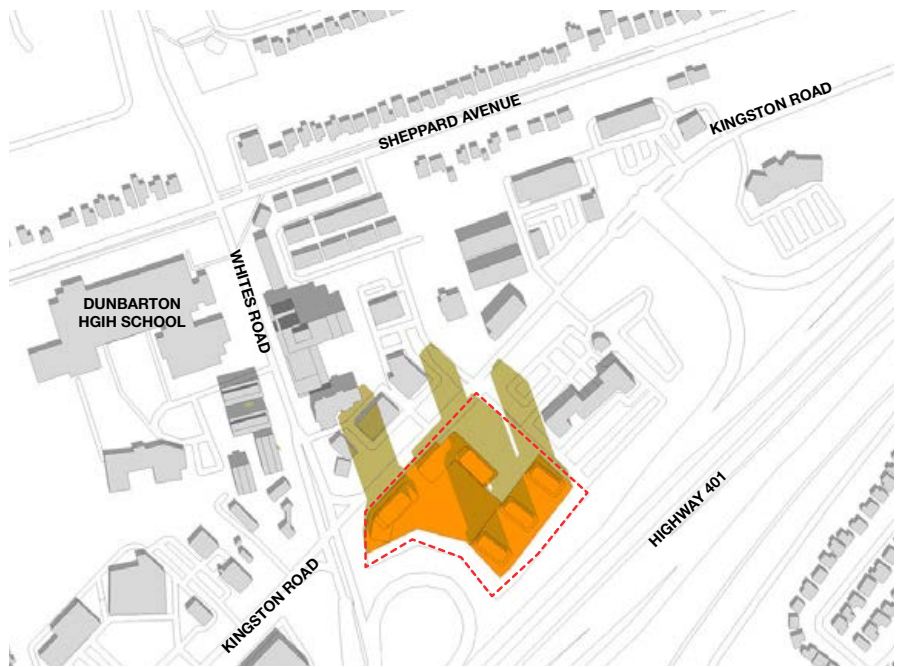 KINGSTON ROAD
SHEPPARD AVENUE
WHITES ROAD
DUNBARTON
HGIH SCHOOL
HIGHWAY 401
KINGSTON ROAD